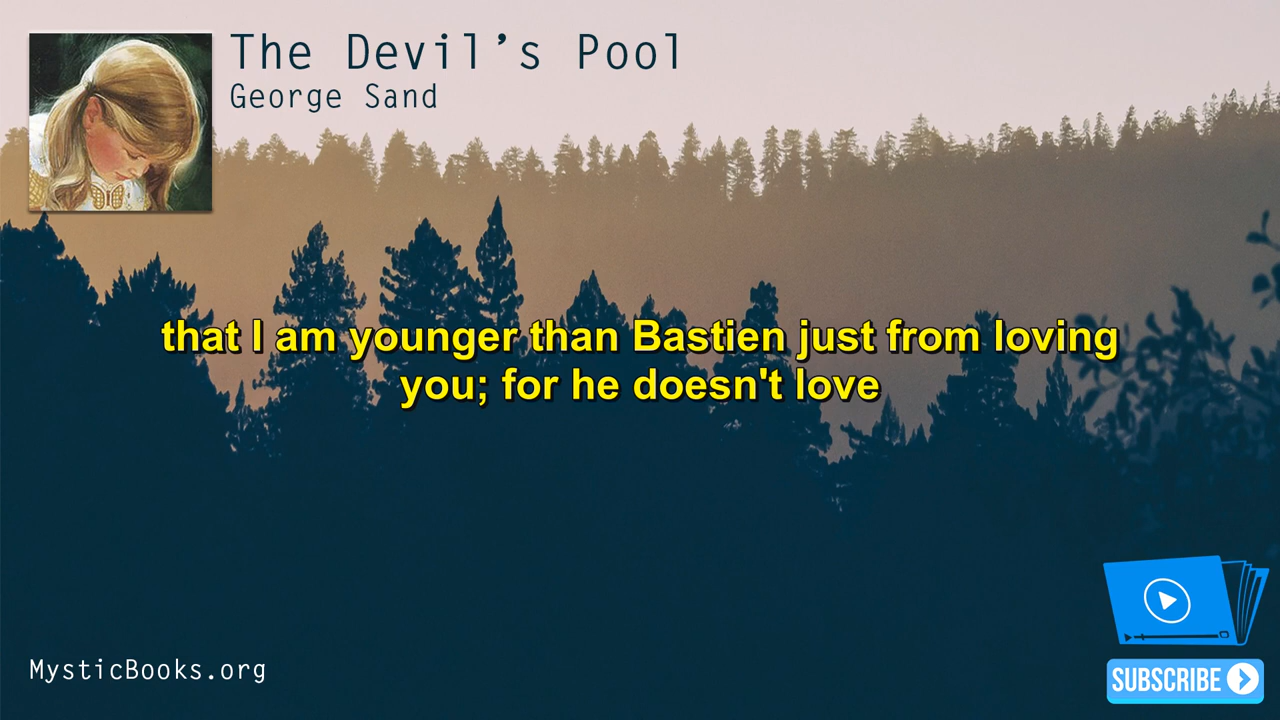 The Devil’s Pool
George Sand
that I am younger than Bastien just from loving
you; for he doesn't love
MysticBooks.org
SUBSCRIBE